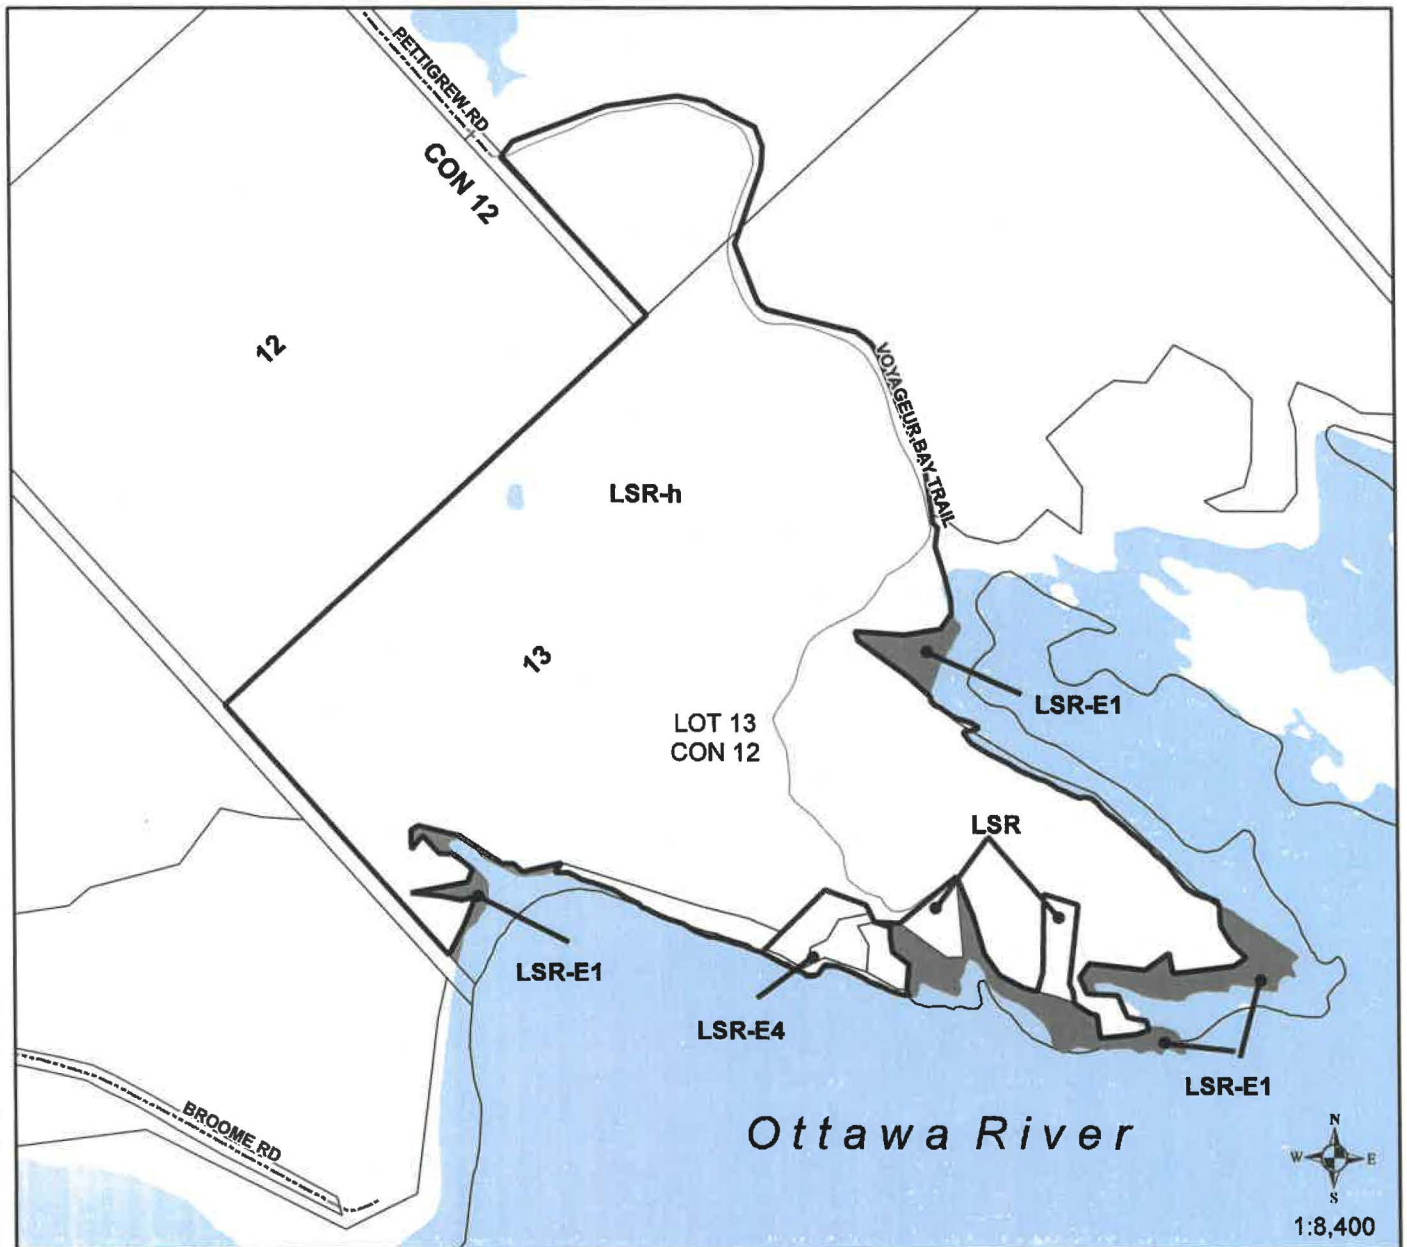 PETTIGREW RD
CON 12
12
VOYAGEUR BAY TRAIL
LSR-h
13
LSR-E1
LOT 13
CON 12
LSR
LSR-E1
LSR-E4
LSR-E1
BROOME RD
Ottawa River
N
W E
S
1:8,400